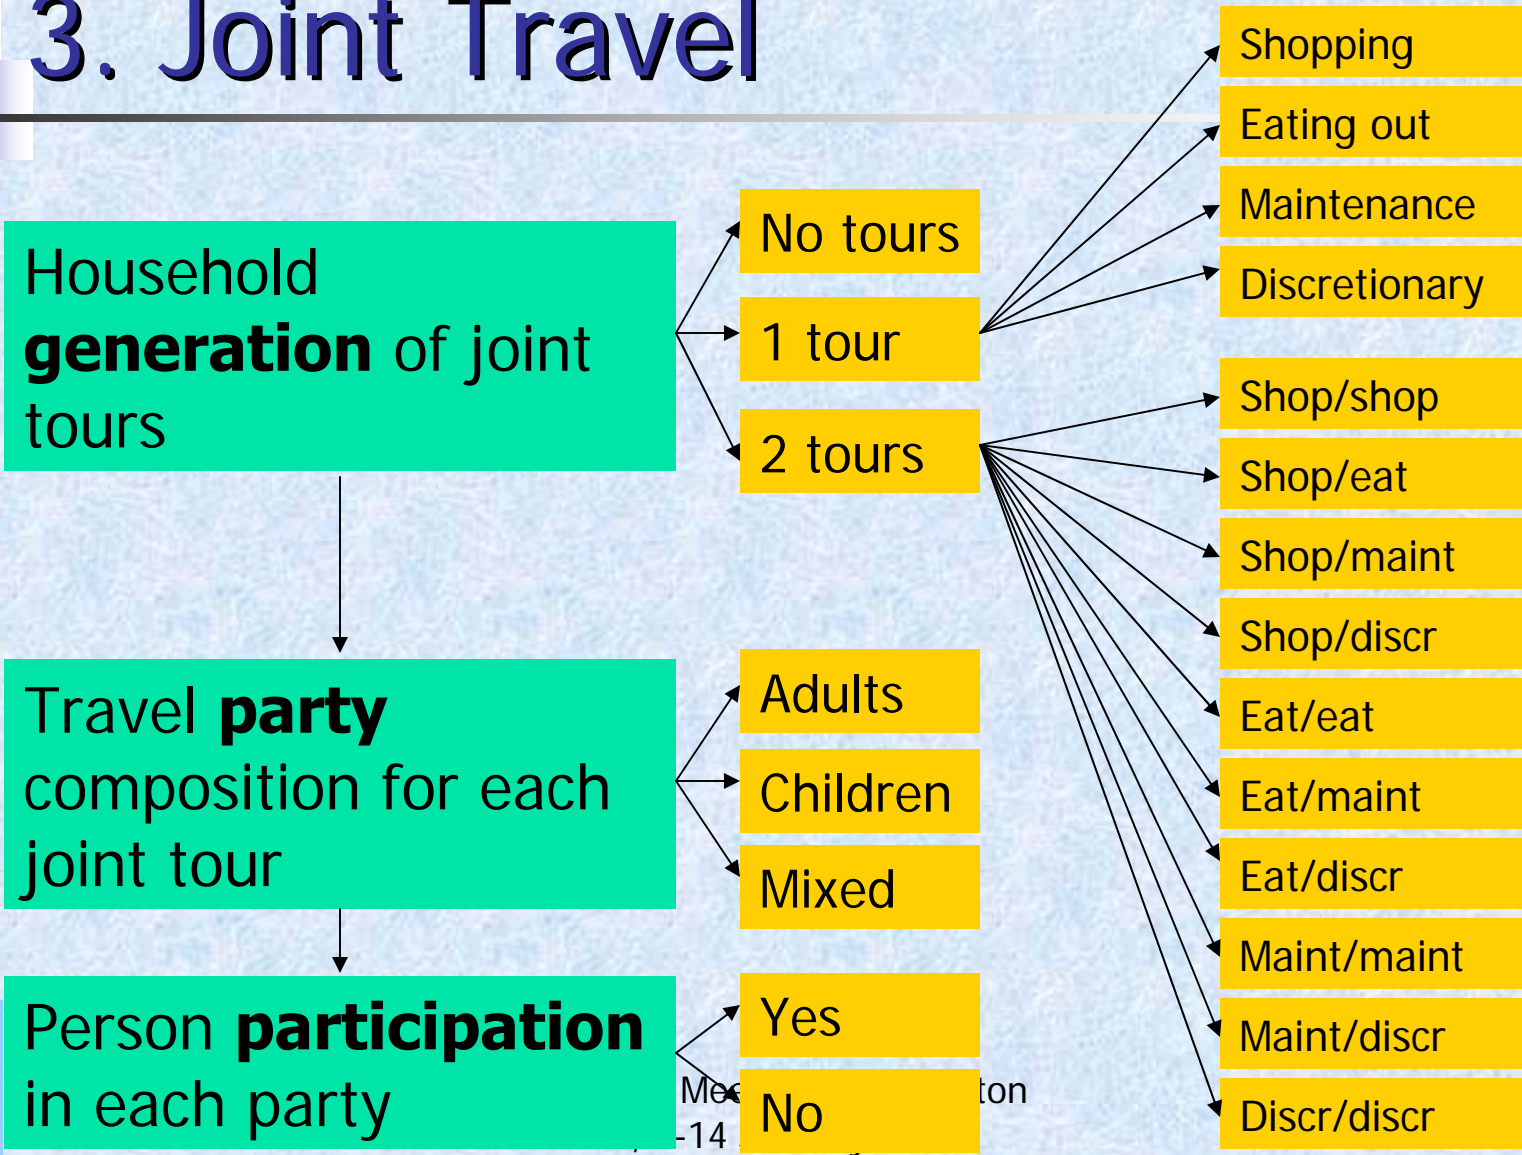 3. Joint Travel
Household
generation of joint
tours
No tours
1 tour
2 tours
Shopping
Eating out
Maintenance
Discretionary
Shop/shop
Shop/eat
Shop/maint
Shop/discr
Eat/eat
Eat/maint
Eat/discr
Maint/maint
Maint/discr
Discr/discr
Travel party
composition for each
joint tour
Adults
Children
Mixed
Person participation
in each party
Yes
No